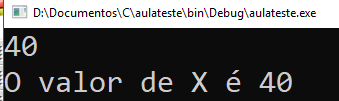 D:\Documentos\C\aulateste\bin\Debug\aulateste.exe
40
O valor de X é 40